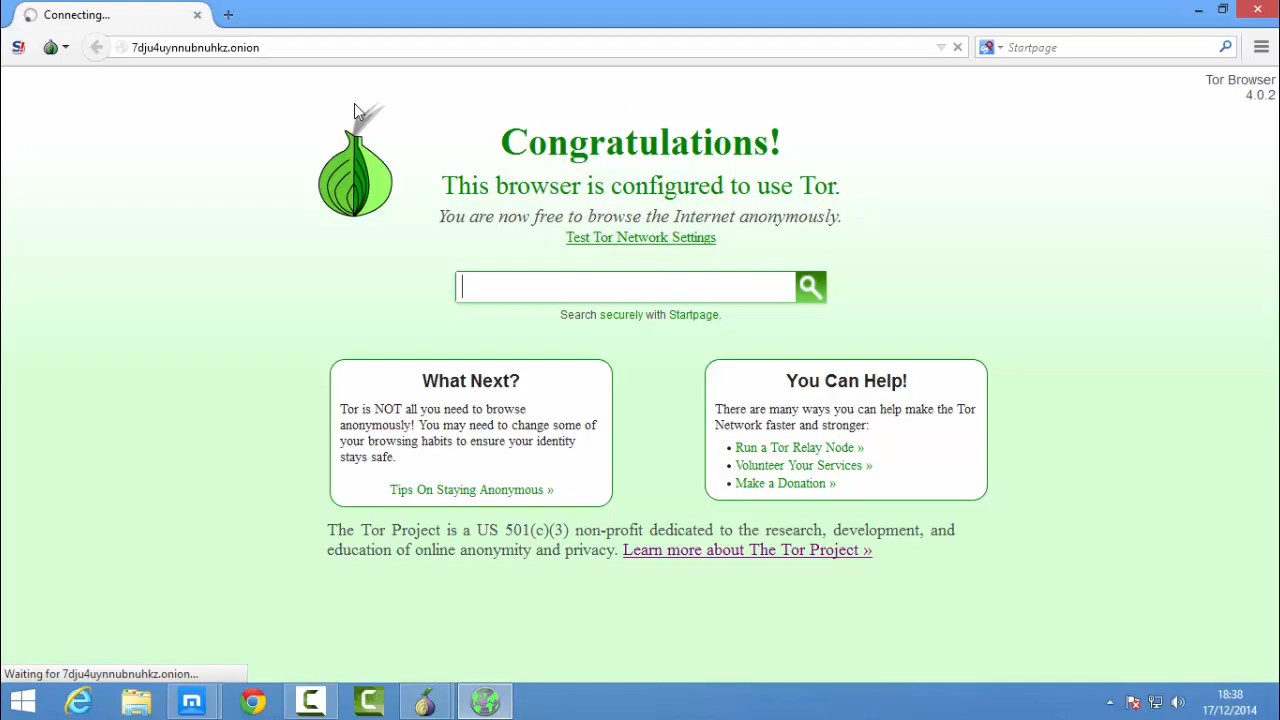 Connecting...
7dju4uynnubnuhkz.onion
Startpage
Tor Browser
4.0.2
Congratulations!
This browser is configured to use Tor.
You are now free to browse the Internet anonymously.
Test Tor Network Settings
Search securely with Startpage.
What Next?
Tor is NOT all you need to browse
anonymously! You may need to change some of
your browsing habits to ensure your identity
stays safe.
Tips On Staying Anonymous »
You Can Help!
There are many ways you can help make the Tor
Network faster and stronger:
• Run a Tor Relay Node »
• Volunteer Your Services »
• Make a Donation »
The Tor Project is a US 501(c)(3) non-profit dedicated to the research, development, and
education of online anonymity and privacy. Learn more about The Tor Project »
Waiting for 7dju4uynnubnuhkz.onion...
18:38
17/12/2014